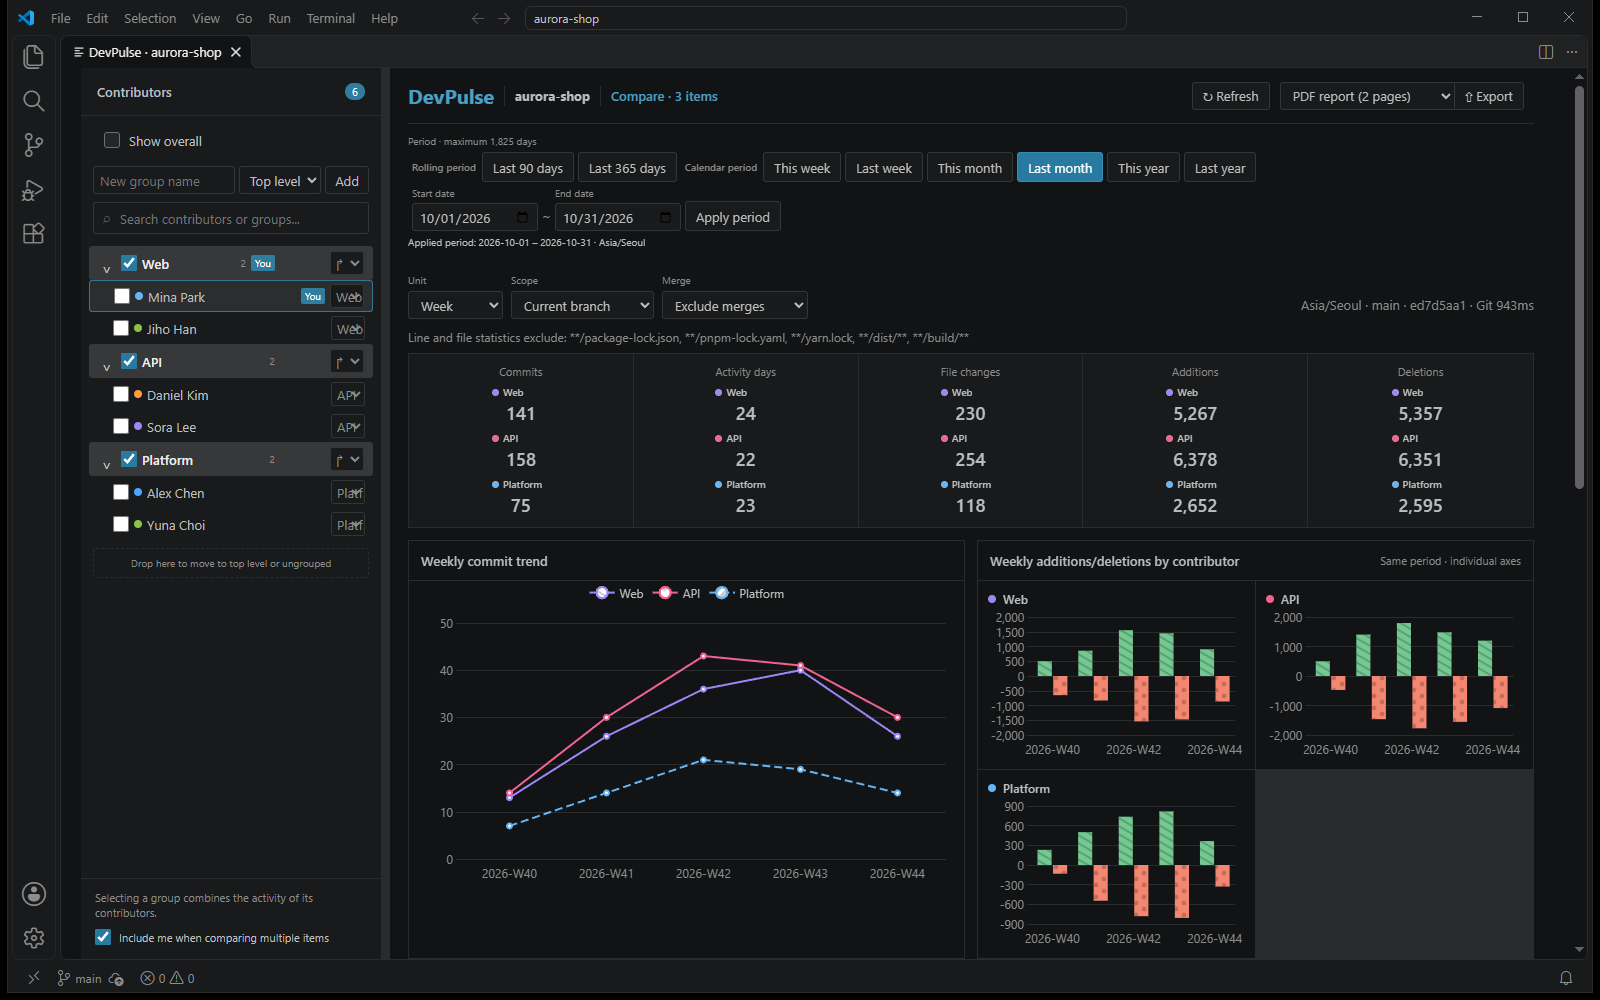 File Edit Selection View Go Run Terminal Help
aurora-shop
DevPulse · aurora-shop
Contributors 6
Show overall
New group name Top level Add
Search contributors or groups...
Web 2 You
Mina Park You Web
Jiho Han Web
API 2
Daniel Kim API
Sora Lee API
Platform 2
Alex Chen Platf
Yuna Choi Platf
Drop here to move to top level or ungrouped
Selecting a group combines the activity of its
contributors.
Include me when comparing multiple items
DevPulse aurora-shop Compare · 3 items
↻ Refresh PDF report (2 pages) ⇧ Export
Period · maximum 1,825 days
Rolling period Last 90 days Last 365 days Calendar period This week Last week This month Last month This year Last year
Start date End date
10/01/2026 ~ 10/31/2026 Apply period
Applied period: 2026-10-01 – 2026-10-31 · Asia/Seoul
Unit Scope Merge
Week Current branch Exclude merges
Asia/Seoul · main · ed7d5aa1 · Git 943ms
Line and file statistics exclude: **/package-lock.json, **/pnpm-lock.yaml, **/yarn.lock, **/dist/**, **/build/**
Commits Activity days File changes Additions Deletions
Web Web Web Web Web
141 24 230 5,267 5,357
API API API API API
158 22 254 6,378 6,351
Platform Platform Platform Platform Platform
75 23 118 2,652 2,595
Weekly commit trend
Web API Platform
50
40
30
20
10
0
2026-W40 2026-W41 2026-W42 2026-W43 2026-W44
Weekly additions/deletions by contributor Same period · individual axes
Web
2,000
1,500
1,000
500
0
-500
-1,000
-1,500
-2,000
2026-W40 2026-W42 2026-W44
API
2,000
1,000
0
-1,000
-2,000
2026-W40 2026-W42 2026-W44
Platform
900
600
300
0
-300
-600
-900
2026-W40 2026-W42 2026-W44
main 0 0